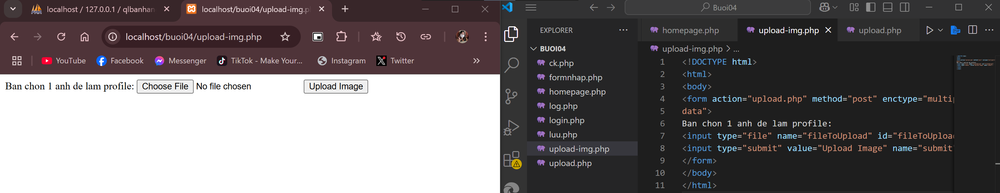 localhost / 127.0.0.1 / qlbanhan
localhost/buoi04/upload-img.p
localhost/buoi04/upload-img.php
YouTube
Facebook
Messenger
TikTok - Make Your...
Instagram
Twitter
Ban chon 1 anh de lam profile: Choose File No file chosen Upload Image
Buoi04
EXPLORER
BUOI04
ck.php
formnhap.php
homepage.php
log.php
login.php
luu.php
upload-img.php
upload.php
homepage.php
upload-img.php
upload.php
upload-img.php > ...
1 <!DOCTYPE html>
2 <html>
3 <body>
4 <form action="upload.php" method="post" enctype="multip
5 data">
6 Ban chon 1 anh de lam profile:
7 <input type="file" name="fileToUpload" id="fileToUploa
8 <input type="submit" value="Upload Image" name="submit"
9 </form>
10 </body>
11 </html>